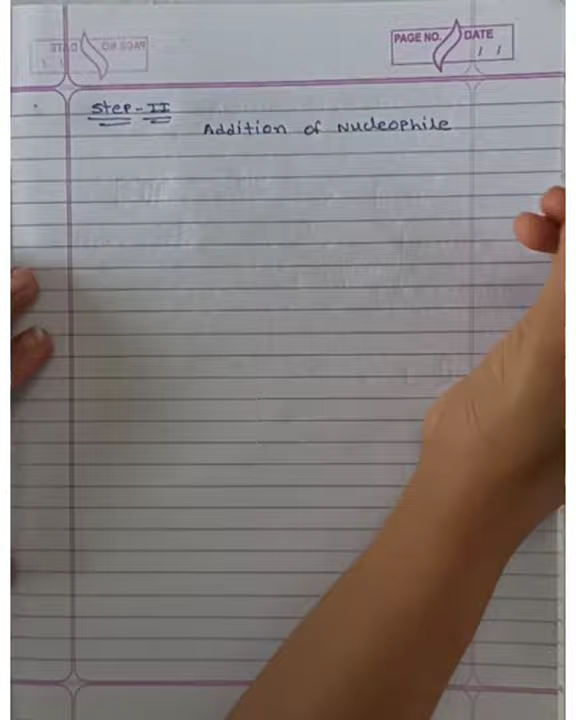 PAGE NO. DATE
/ /
Step-II
Addition of Nucleophile